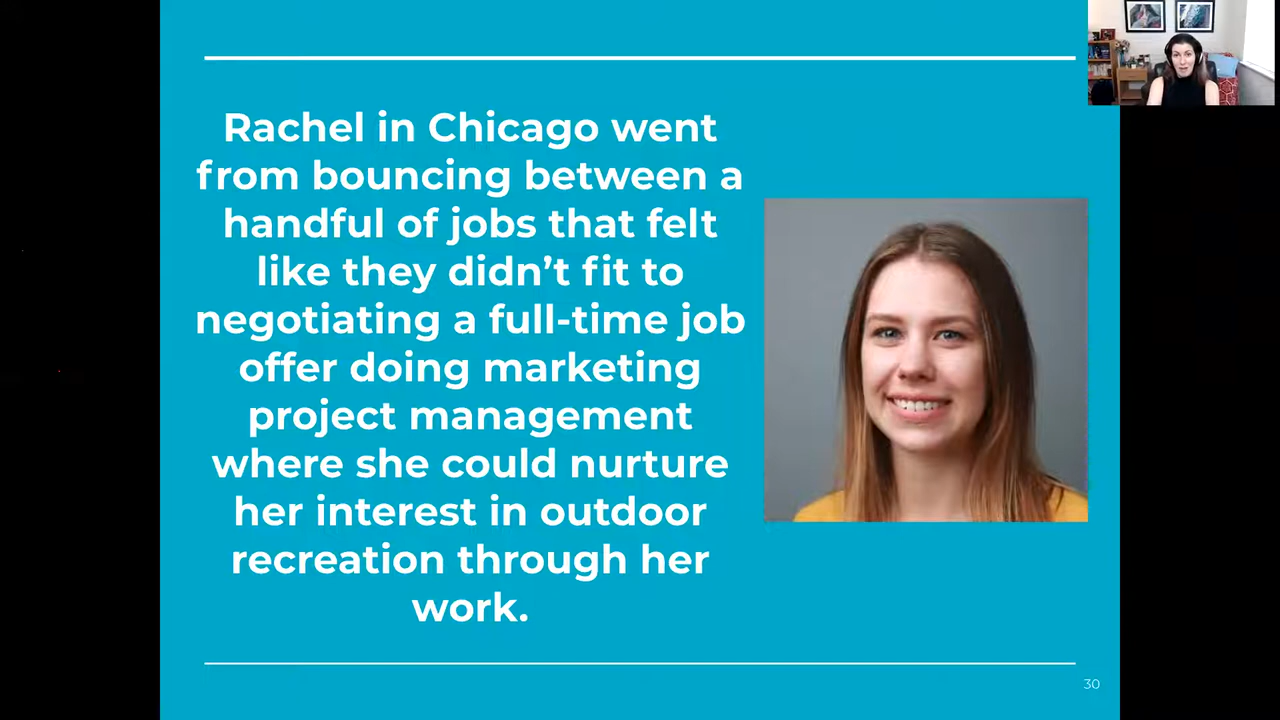 Rachel in Chicago went
from bouncing between a
handful of jobs that felt
like they didn’t fit to
negotiating a full-time job
offer doing marketing
project management
where she could nurture
her interest in outdoor
recreation through her
work.
30